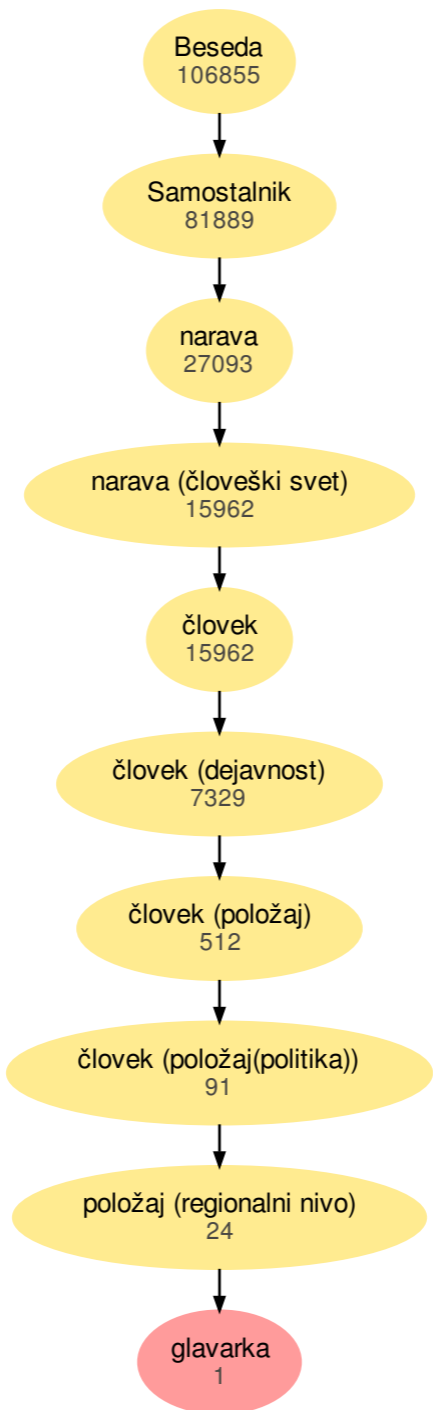 Beseda
106855
Samostalnik
81889
narava
27093
narava (človeški svet)
15962
človek
15962
človek (dejavnost)
7329
človek (položaj)
512
človek (položaj(politika))
91
položaj (regionalni nivo)
24
glavarka
1